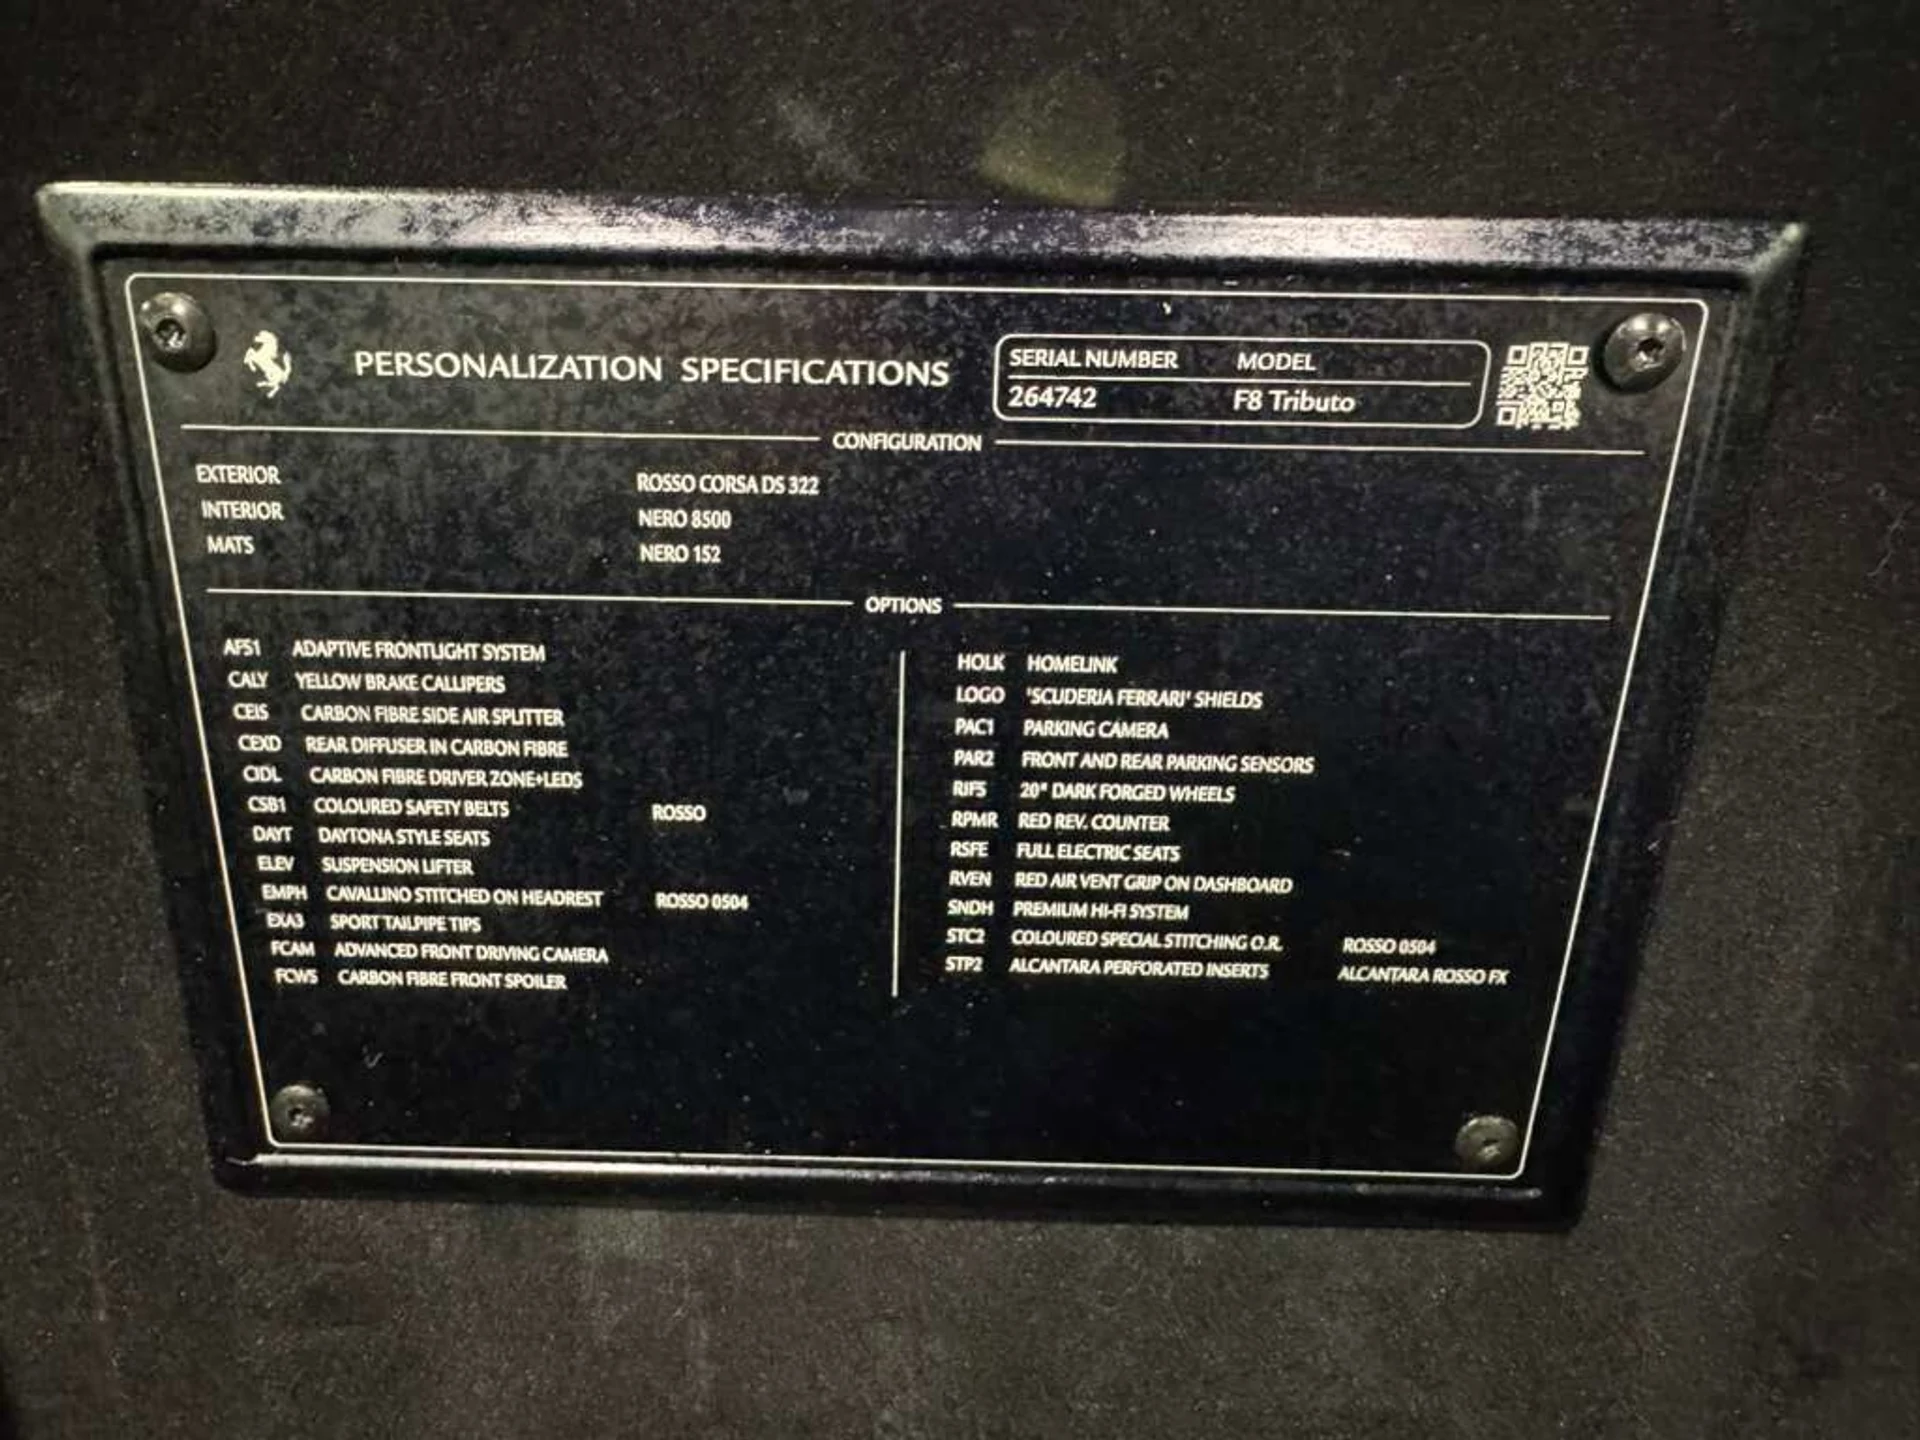 PERSONALIZATION SPECIFICATIONS
SERIAL NUMBER MODEL
264742 F8 Tributo
CONFIGURATION
EXTERIOR ROSSO CORSA DS 322
INTERIOR NERO 8500
MATS NERO 152
OPTIONS
AFS1 ADAPTIVE FRONTLIGHT SYSTEM
CALY YELLOW BRAKE CALLIPERS
CEIS CARBON FIBRE SIDE AIR SPLITTER
CEXD REAR DIFFUSER IN CARBON FIBRE
CIDL CARBON FIBRE DRIVER ZONE+LEDS
CSB1 COLOURED SAFETY BELTS ROSSO
DAYT DAYTONA STYLE SEATS
ELEV SUSPENSION LIFTER
EMPH CAVALLINO STITCHED ON HEADREST ROSSO 0504
EXA3 SPORT TAILPIPE TIPS
FCAM ADVANCED FRONT DRIVING CAMERA
FCWS CARBON FIBRE FRONT SPOILER
HOLK HOMELINK
LOGO "SCUDERIA FERRARI" SHIELDS
PAC1 PARKING CAMERA
PAR2 FRONT AND REAR PARKING SENSORS
RIF5 20" DARK FORGED WHEELS
RPMR RED REV. COUNTER
RSFE FULL ELECTRIC SEATS
RVEN RED AIR VENT GRIP ON DASHBOARD
SNDH PREMIUM HI-FI SYSTEM
STC2 COLOURED SPECIAL STITCHING O.R. ROSSO 0504
STP2 ALCANTARA PERFORATED INSERTS ALCANTARA ROSSO FX